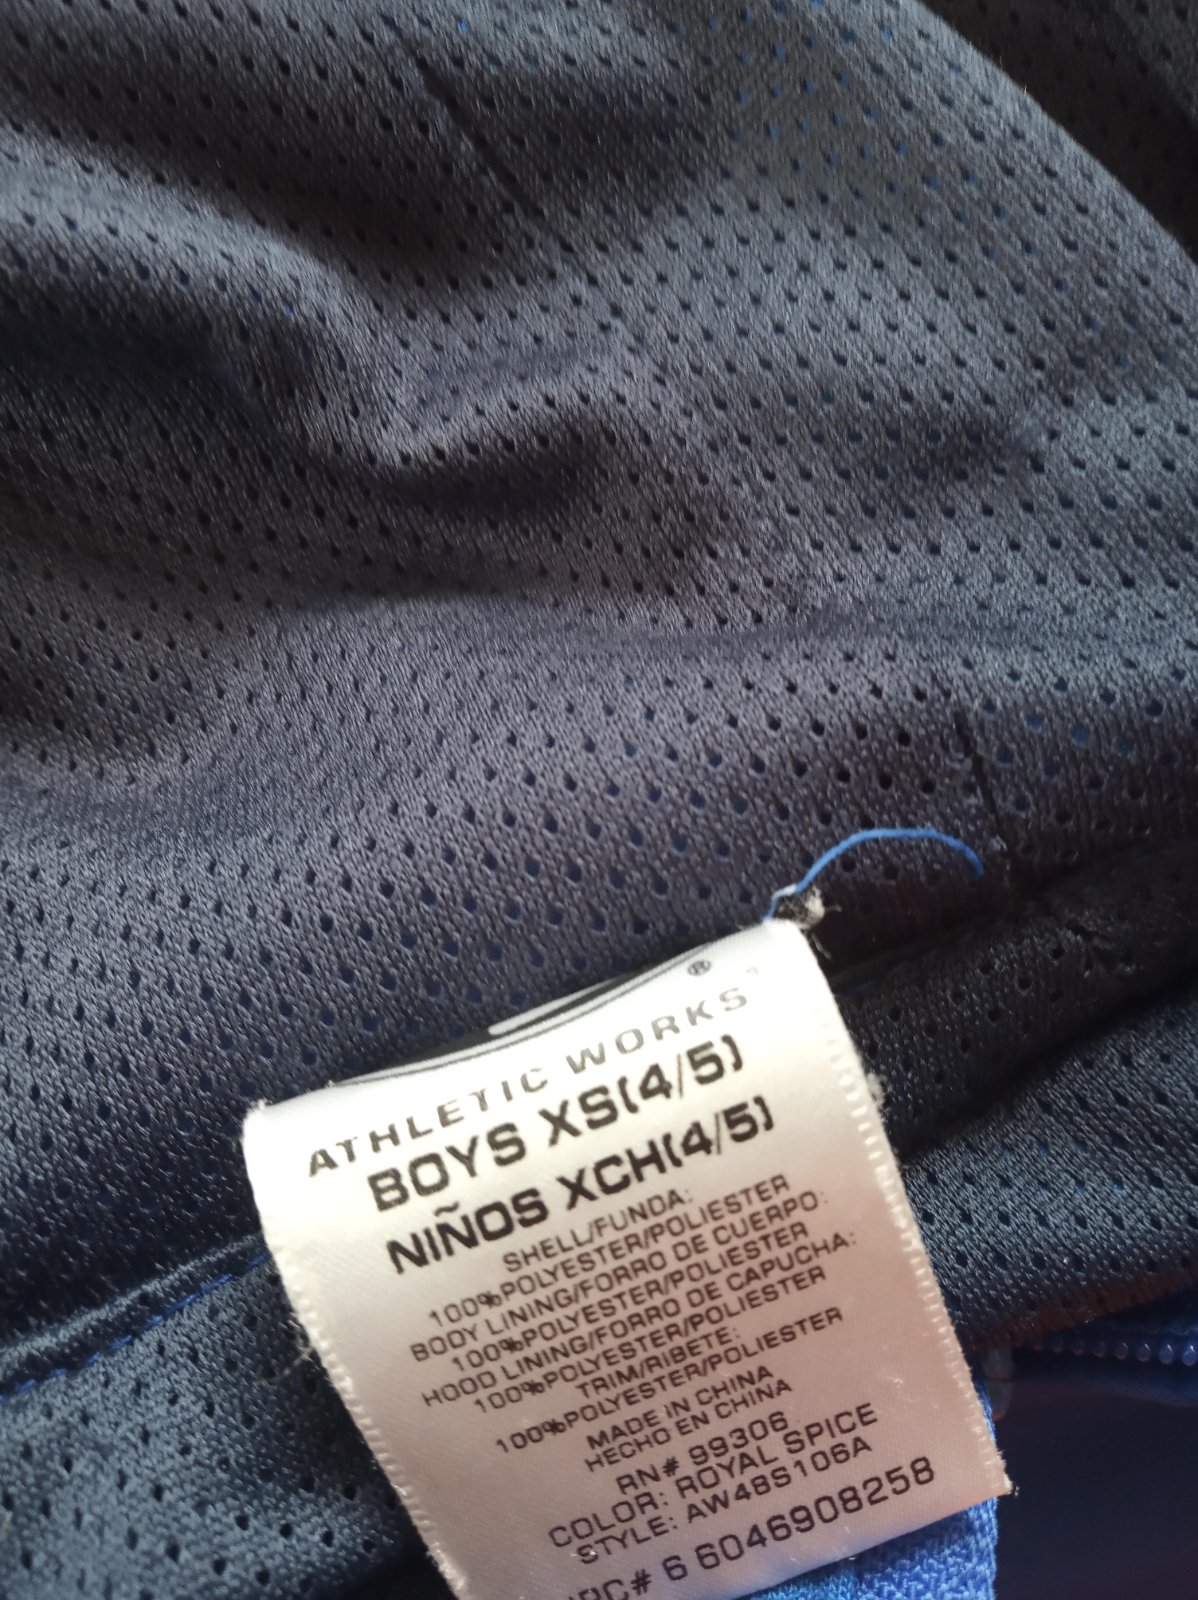 ®
ATHLETIC WORKS
BOYS XS(4/5)
NIÑOS XCH(4/5)
SHELL/FUNDA:
100%POLYESTER/POLIESTER
BODY LINING/FORRO DE CUERPO:
100%POLYESTER/POLIESTER
HOOD LINING/FORRO DE CAPUCHA:
100%POLYESTER/POLIESTER
TRIM/RIBETE:
100%POLYESTER/POLIESTER
MADE IN CHINA
HECHO EN CHINA
RN# 99306
COLOR: ROYAL SPICE
STYLE: AW48S106A
UPC# 6 6046908258